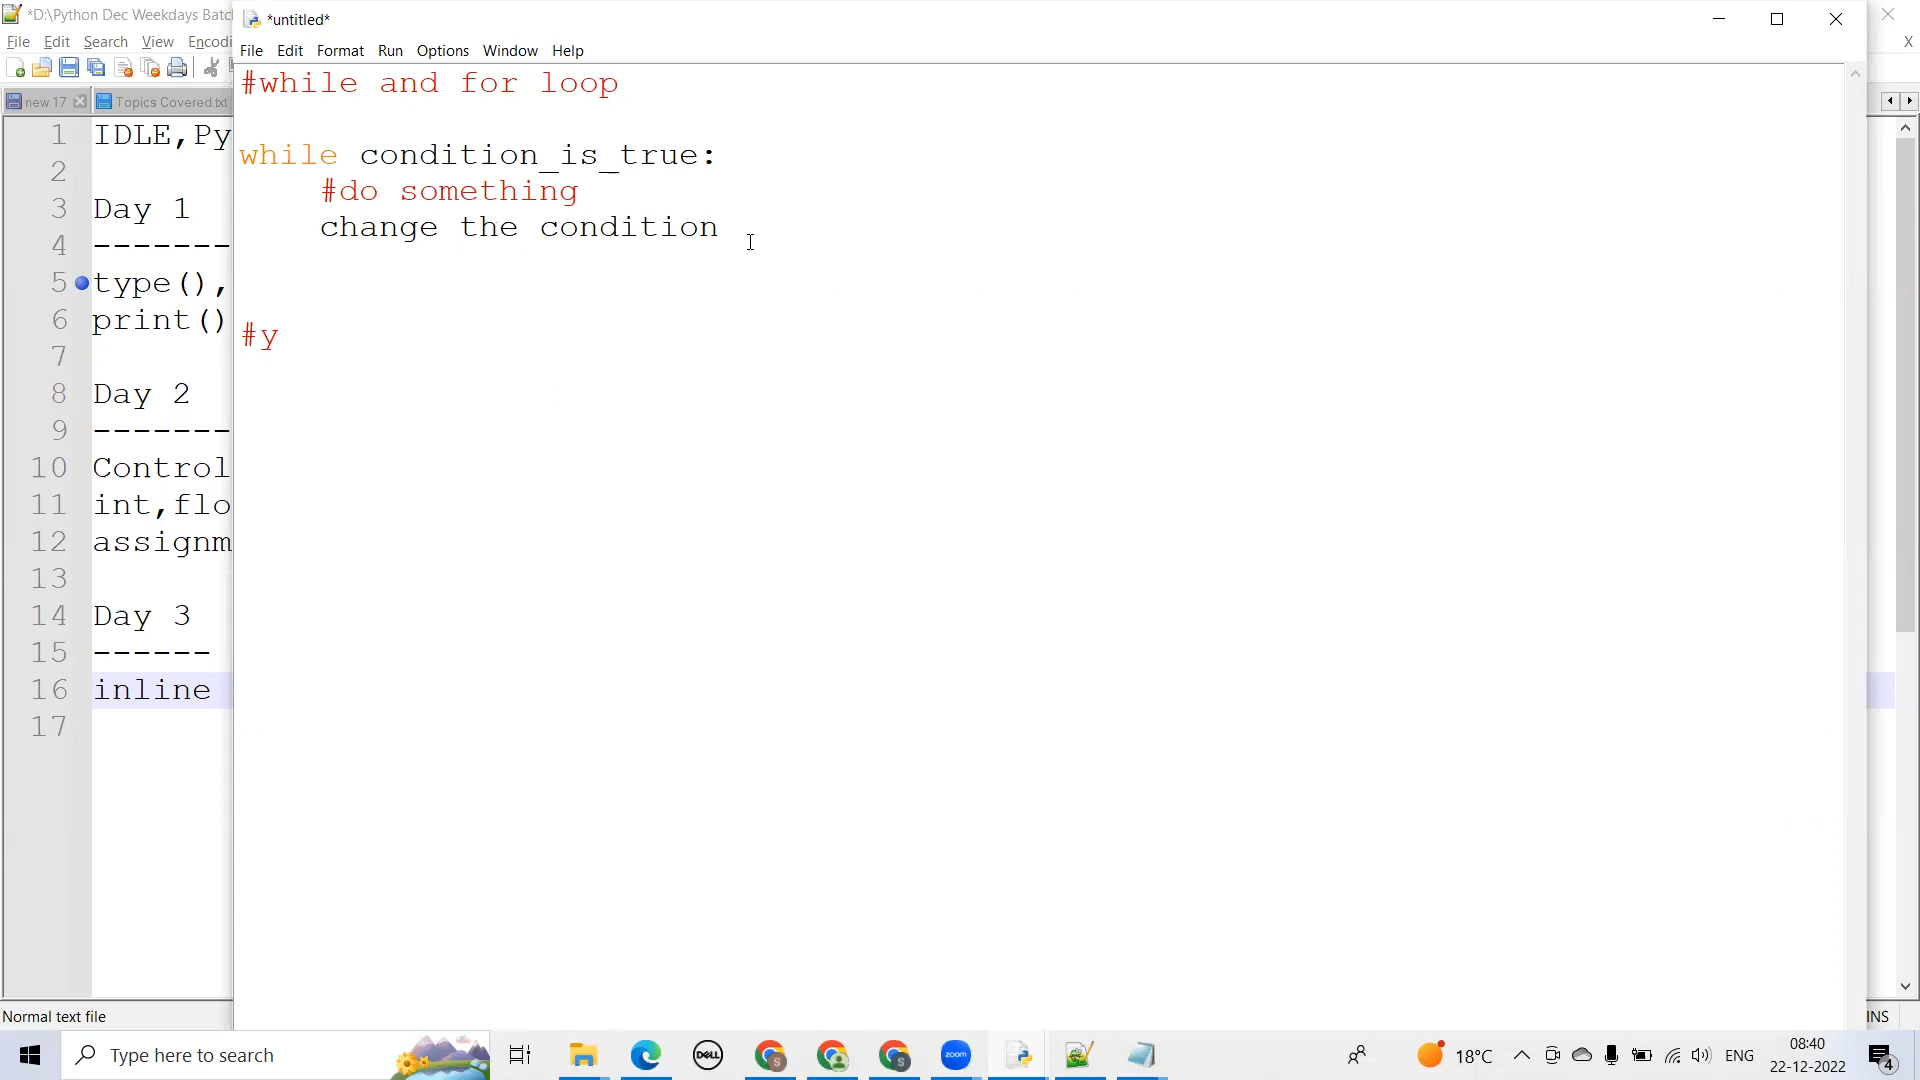 *D:\Python Dec Weekdays Batc
*untitled*
File Edit Search View Encodi
File Edit Format Run Options Window Help
X
new 17
Topics Covered.txt
#while and for loop
while condition_is_true:
#do something
change the condition
#y
1 IDLE,Py
2
3 Day 1
4 -------
5 type(),
6 print()
7
8 Day 2
9 -------
10 Control
11 int,flo
12 assignm
13
14 Day 3
15 ------
16 inline
17
Normal text file
INS
Type here to search
DELL
S
S
zoom
18°C
ENG
08:40
22-12-2022
4